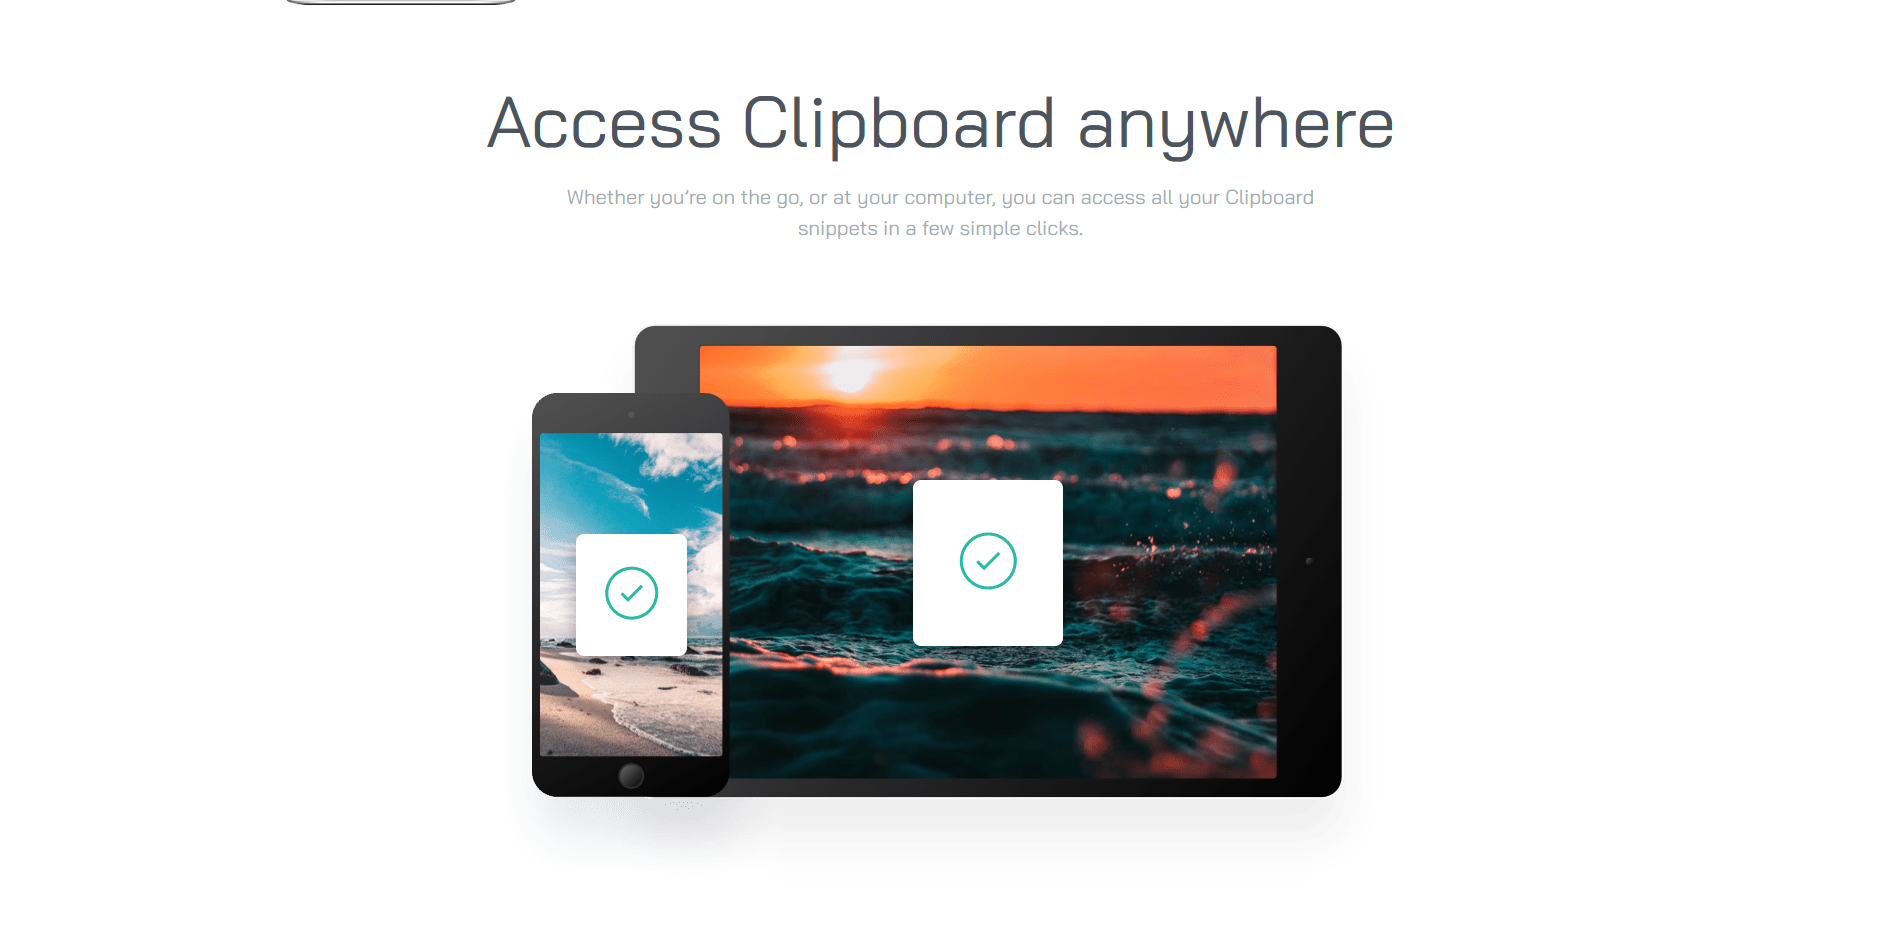 Access Clipboard anywhere
Whether you’re on the go, or at your computer, you can access all your Clipboard
snippets in a few simple clicks.